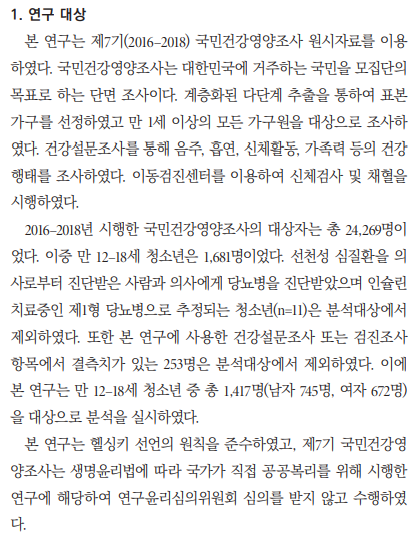 1. 연구 대상
본 연구는 제7기(2016–2018) 국민건강영양조사 원시자료를 이용
하였다. 국민건강영양조사는 대한민국에 거주하는 국민을 모집단의
목표로 하는 단면 조사이다. 계층화된 다단계 추출을 통하여 표본
가구를 선정하였고 만 1세 이상의 모든 가구원을 대상으로 조사하
였다. 건강설문조사를 통해 음주, 흡연, 신체활동, 가족력 등의 건강
행태를 조사하였다. 이동검진센터를 이용하여 신체검사 및 채혈을
시행하였다.
2016–2018년 시행한 국민건강영양조사의 대상자는 총 24,269명이
었다. 이중 만 12–18세 청소년은 1,681명이었다. 선천성 심질환을 의
사로부터 진단받은 사람과 의사에게 당뇨병을 진단받았으며 인슐린
치료중인 제1형 당뇨병으로 추정되는 청소년(n=11)은 분석대상에서
제외하였다. 또한 본 연구에 사용한 건강설문조사 또는 검진조사
항목에서 결측치가 있는 253명은 분석대상에서 제외하였다. 이에
본 연구는 만 12–18세 청소년 중 총 1,417명(남자 745명, 여자 672명)
을 대상으로 분석을 실시하였다.
본 연구는 헬싱키 선언의 원칙을 준수하였고, 제7기 국민건강영
양조사는 생명윤리법에 따라 국가가 직접 공공복리를 위해 시행한
연구에 해당하여 연구윤리심의위원회 심의를 받지 않고 수행하였
다.